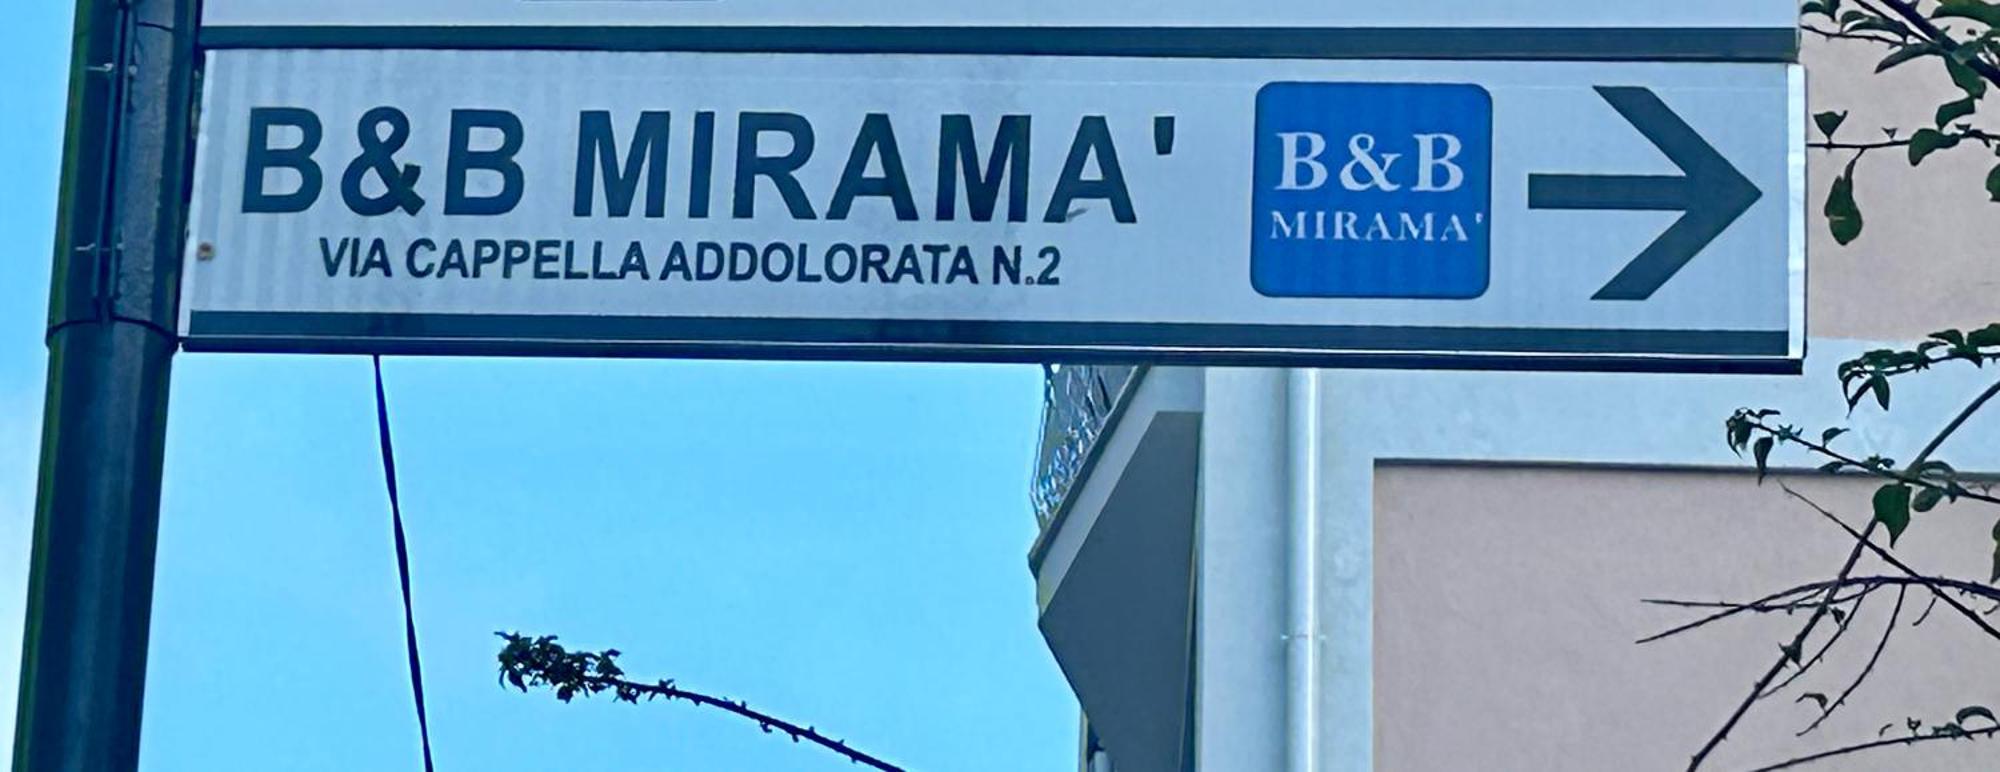 B&B MIRAMA'
VIA CAPPELLA ADDOLORATA N.2
B&B
MIRAMA'